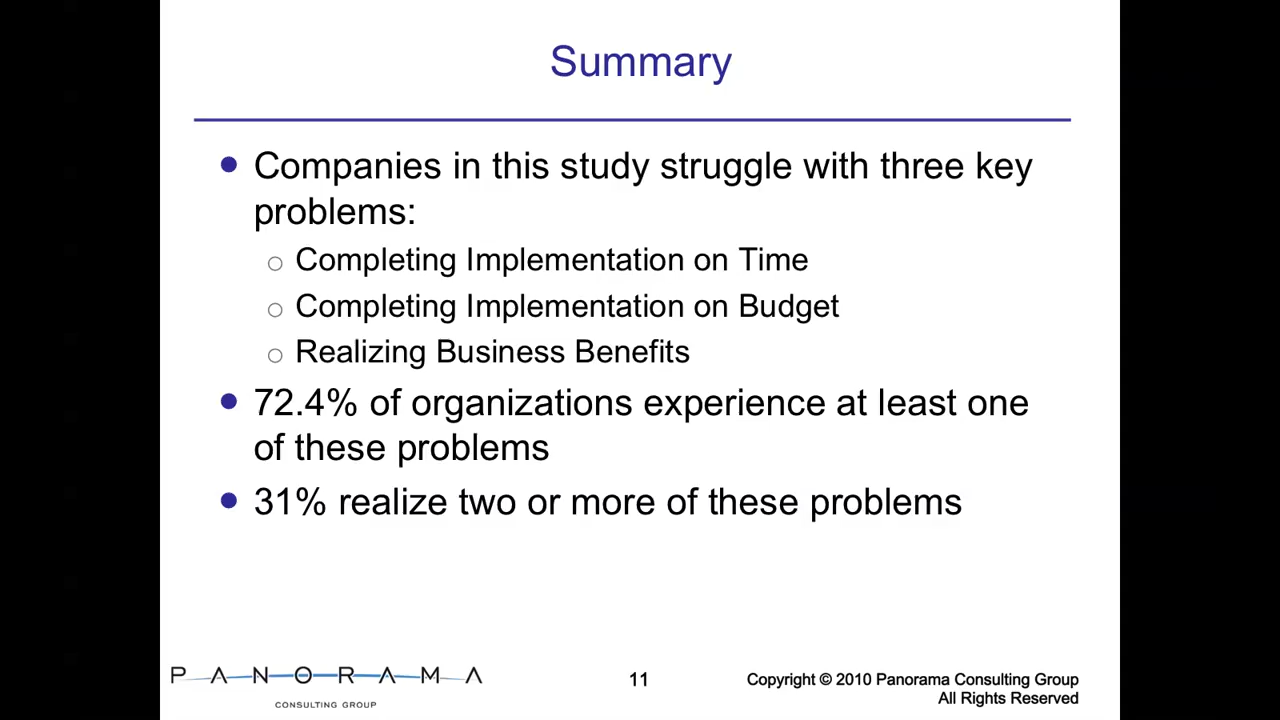 Summary
● Companies in this study struggle with three key
problems:
○ Completing Implementation on Time
○ Completing Implementation on Budget
○ Realizing Business Benefits
● 72.4% of organizations experience at least one
of these problems
● 31% realize two or more of these problems
PANORAMA
CONSULTING GROUP
11
Copyright © 2010 Panorama Consulting Group
All Rights Reserved